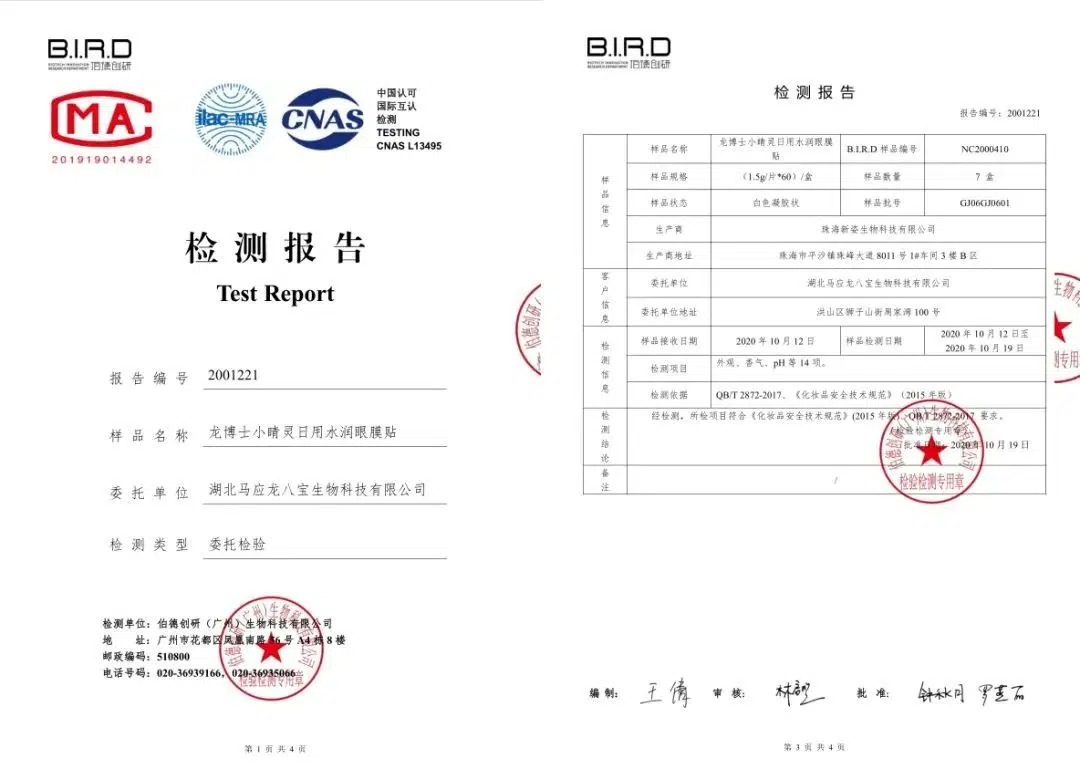 B.I.R.D
伯德创研
MA
201919014492
ilac-MRA
CNAS
中国认可
国际互认
检测
TESTING
CNAS L13495
检测报告
Test Report
报告编号 2001221
样品名称 龙博士小睛灵日用水润眼膜贴
委托单位 湖北马应龙八宝生物科技有限公司
检测类型 委托检验
检测单位:伯德创研(广州)生物科技有限公司
地 址:广州市花都区凤凰南路56号A4栋8楼
邮政编码:510800
电话号码:020-36939166,020-36935066
检验检测专用章
第 1 页 共 4 页
B.I.R.D
伯德创研
检测报告
报告编号:2001221
样品信息
样品名称 龙博士小睛灵日用水润眼膜贴 B.I.R.D 样品编号 NC2000410
样品规格 (1.5g/片*60)/盒 样品数量 7 盒
样品状态 白色凝胶状 样品批号 GJ06GJ0601
生产商 珠海新姿生物科技有限公司
生产商地址 珠海市平沙镇珠峰大道 8011 号 1#车间 3 楼 B 区
客户信息
委托单位 湖北马应龙八宝生物科技有限公司
委托单位地址 洪山区狮子山街周家湾 100 号
检测信息
样品接收日期 2020 年 10 月 12 日 样品检测日期 2020 年 10 月 12 日至 2020 年 10 月 19 日
检测项目 外观、香气、pH 等 14 项。
检测依据 QB/T 2872-2017、《化妆品安全技术规范》(2015 年版)
检测结论
经检测,所检项目符合《化妆品安全技术规范》(2015 年版)、QB/T 2872-2017 要求。
(检验检测专用章)
批准日期:2020 年 10 月 19 日
备注 /
检验检测专用章
编制: 王倩 审核: 批准:
第 3 页 共 4 页